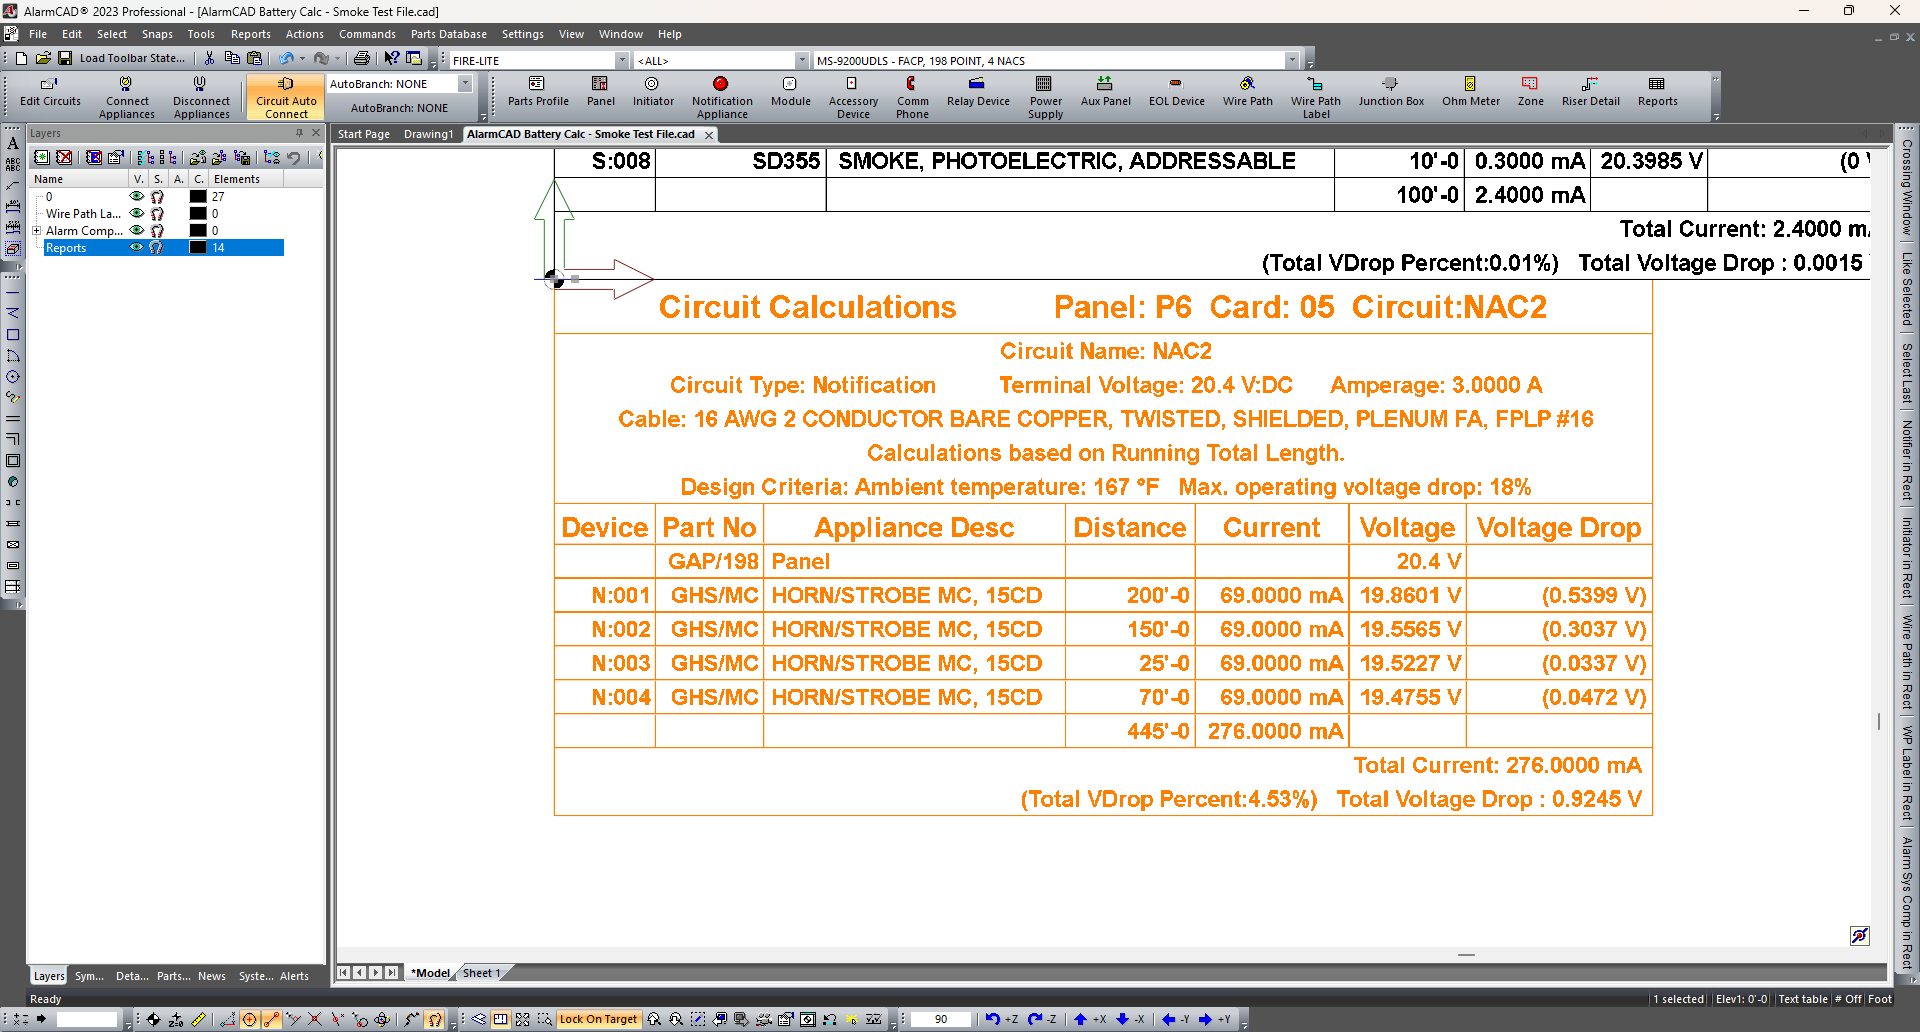 AlarmCAD® 2023 Professional - [AlarmCAD Battery Calc - Smoke Test File.cad]
File Edit Select Snaps Tools Reports Actions Commands Parts Database Settings View Window Help
Load Toolbar State... FIRE-LITE <ALL> MS-9200UDLS - FACP, 198 POINT, 4 NACS
Edit Circuits Connect Appliances Disconnect Appliances Circuit Auto Connect AutoBranch: NONE AutoBranch: NONE Parts Profile Panel Initiator Notification Appliance Module Accessory Device Comm Phone Relay Device Power Supply Aux Panel EOL Device Wire Path Wire Path Label Junction Box Ohm Meter Zone Riser Detail Reports
Layers
Start Page Drawing1 AlarmCAD Battery Calc - Smoke Test File.cad
Name V. S. A. C. Elements
0 27
Wire Path La... 0
Alarm Comp... 0
Reports 14
S:008 SD355 SMOKE, PHOTOELECTRIC, ADDRESSABLE 10'-0 0.3000 mA 20.3985 V (0
100'-0 2.4000 mA
Total Current: 2.4000 m
(Total VDrop Percent:0.01%) Total Voltage Drop : 0.0015
Circuit Calculations Panel: P6 Card: 05 Circuit:NAC2
Circuit Name: NAC2
Circuit Type: Notification Terminal Voltage: 20.4 V:DC Amperage: 3.0000 A
Cable: 16 AWG 2 CONDUCTOR BARE COPPER, TWISTED, SHIELDED, PLENUM FA, FPLP #16
Calculations based on Running Total Length.
Design Criteria: Ambient temperature: 167 °F Max. operating voltage drop: 18%
Device Part No Appliance Desc Distance Current Voltage Voltage Drop
GAP/198 Panel 20.4 V
N:001 GHS/MC HORN/STROBE MC, 15CD 200'-0 69.0000 mA 19.8601 V (0.5399 V)
N:002 GHS/MC HORN/STROBE MC, 15CD 150'-0 69.0000 mA 19.5565 V (0.3037 V)
N:003 GHS/MC HORN/STROBE MC, 15CD 25'-0 69.0000 mA 19.5227 V (0.0337 V)
N:004 GHS/MC HORN/STROBE MC, 15CD 70'-0 69.0000 mA 19.4755 V (0.0472 V)
445'-0 276.0000 mA
Total Current: 276.0000 mA
(Total VDrop Percent:4.53%) Total Voltage Drop : 0.9245 V
Crossing Window
Like Selected
Select Last
Notifier in Rect
Initiator in Rect
Wire Path in Rect
WP Label in Rect
Alarm Sys Comp in Rect
Layers Sym... Deta... Parts... News Syste... Alerts
*Model Sheet 1
Ready 1 selected Elev1: 0'-0 Text table # Off Foot
Lock On Target 90 +Z -Z +X -X -Y +Y